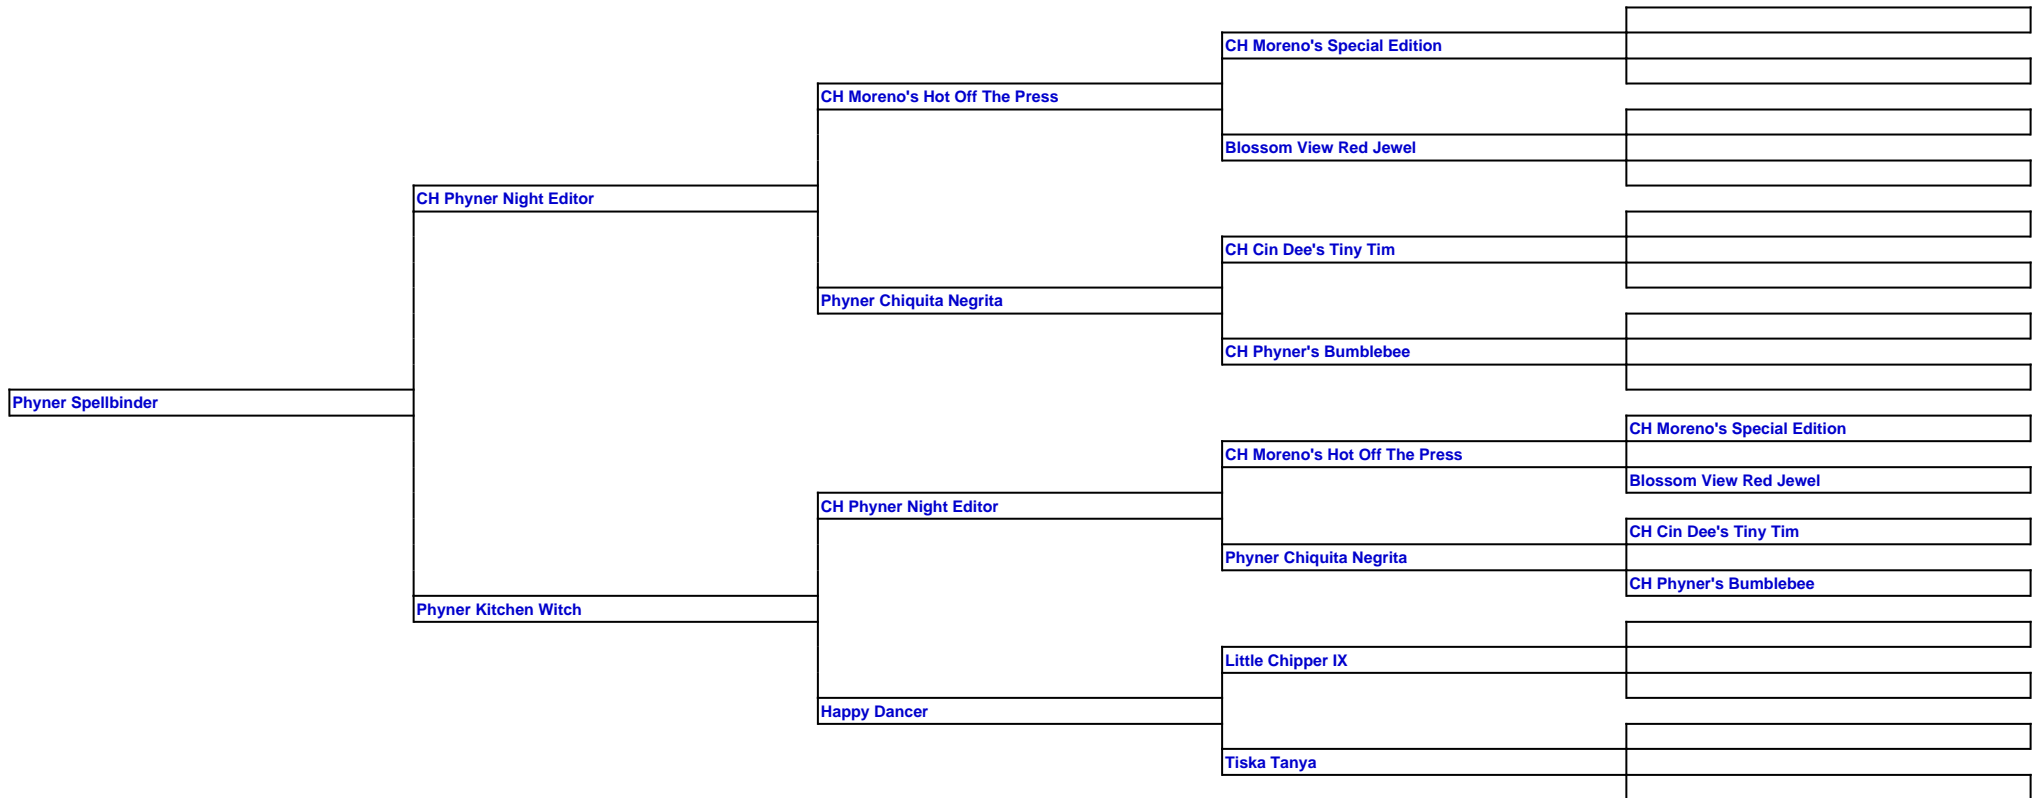 CH Moreno's Special Edition
CH Moreno's Hot Off The Press
Blossom View Red Jewel
CH Phyner Night Editor
CH Cin Dee's Tiny Tim
Phyner Chiquita Negrita
CH Phyner's Bumblebee
Phyner Spellbinder
CH Moreno's Special Edition
CH Moreno's Hot Off The Press
Blossom View Red Jewel
CH Phyner Night Editor
CH Cin Dee's Tiny Tim
Phyner Chiquita Negrita
CH Phyner's Bumblebee
Phyner Kitchen Witch
Little Chipper IX
Happy Dancer
Tiska Tanya